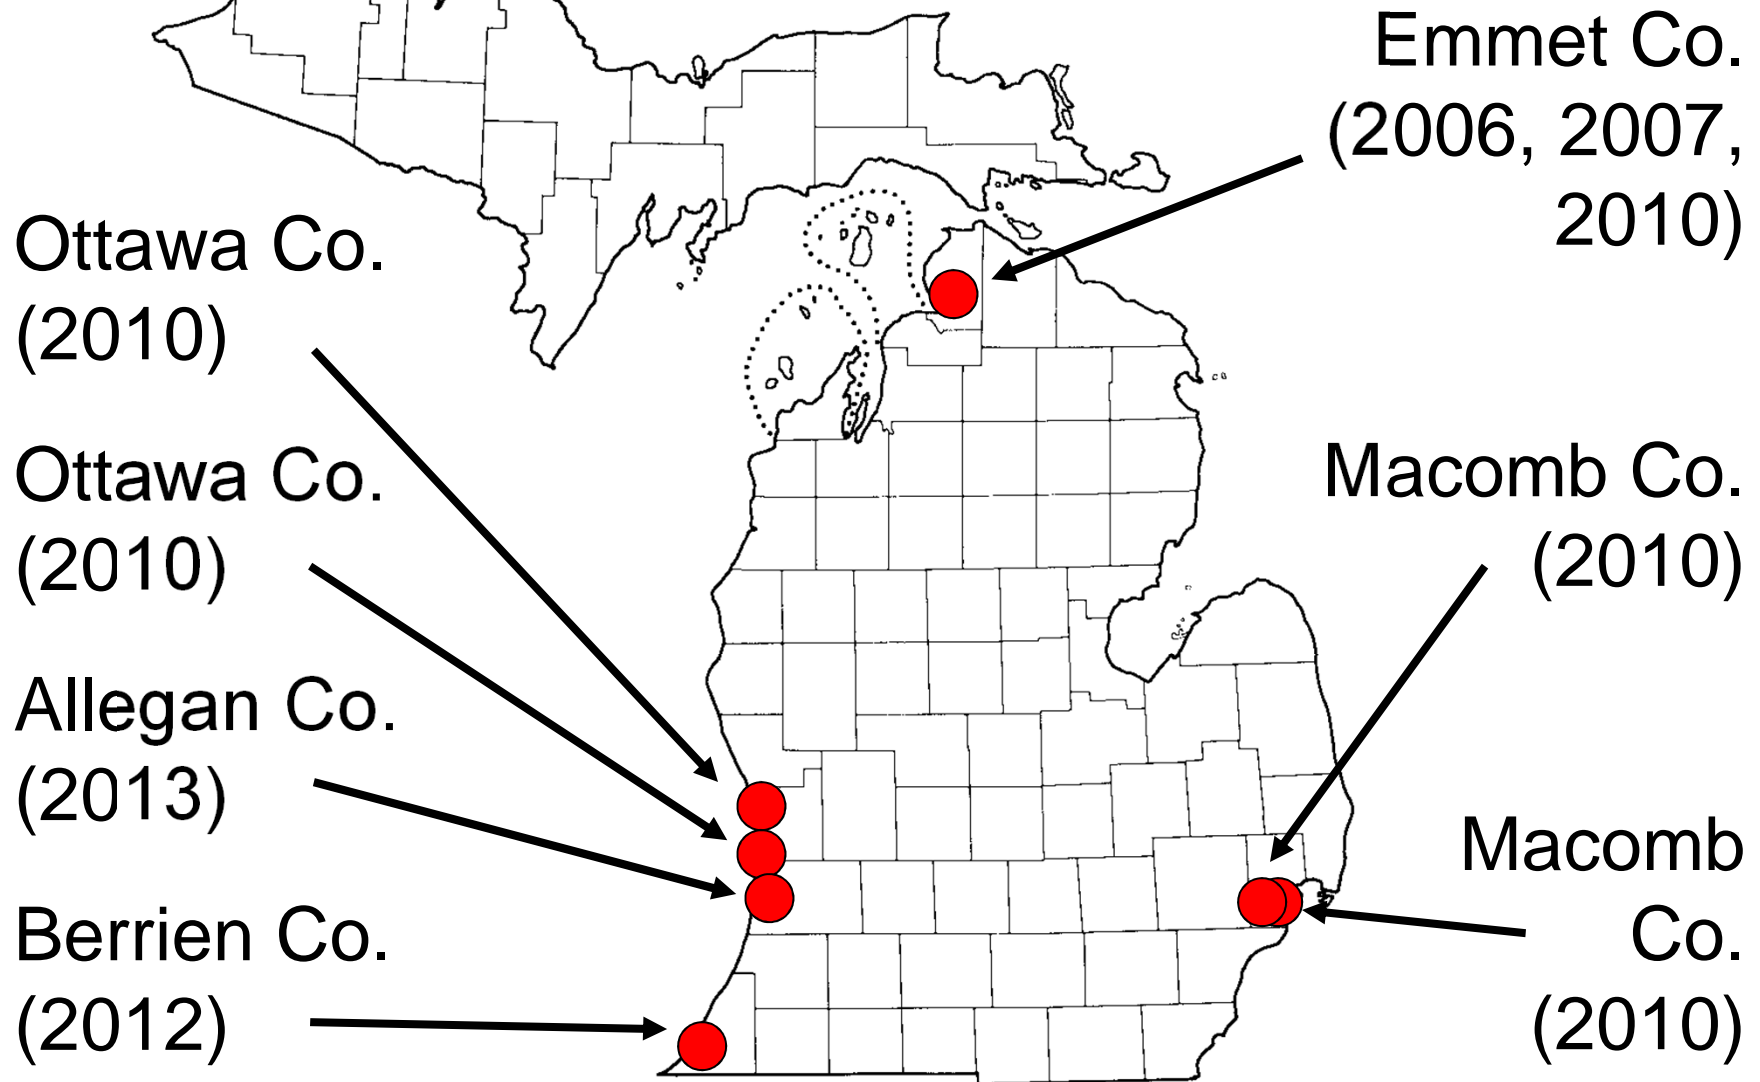 Emmet Co.
(2006, 2007,
2010)
Ottawa Co.
(2010)
Ottawa Co.
(2010)
Allegan Co.
(2013)
Berrien Co.
(2012)
Macomb Co.
(2010)
Macomb
Co.
(2010)